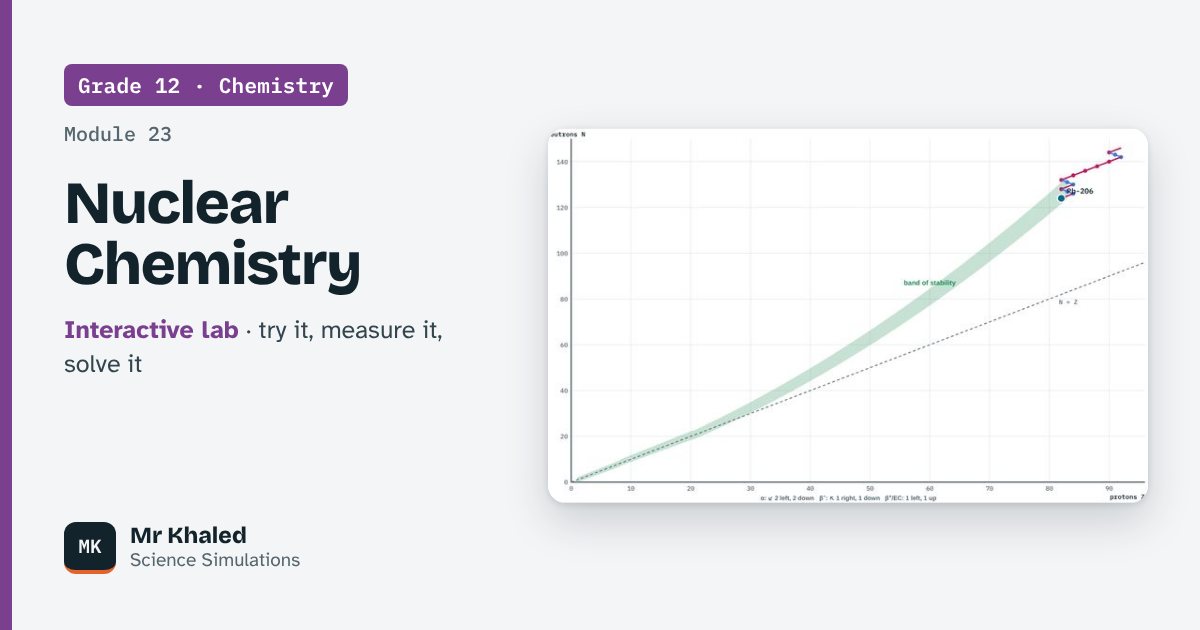 Grade 12 · Chemistry
Module 23
Nuclear
Chemistry
Interactive lab · try it, measure it,
solve it
MK
Mr Khaled
Science Simulations
140
120
100
80
60
40
20
0
0 10 20 30 40 50 60 70 80 90
band of stability
N = Z
protons Z